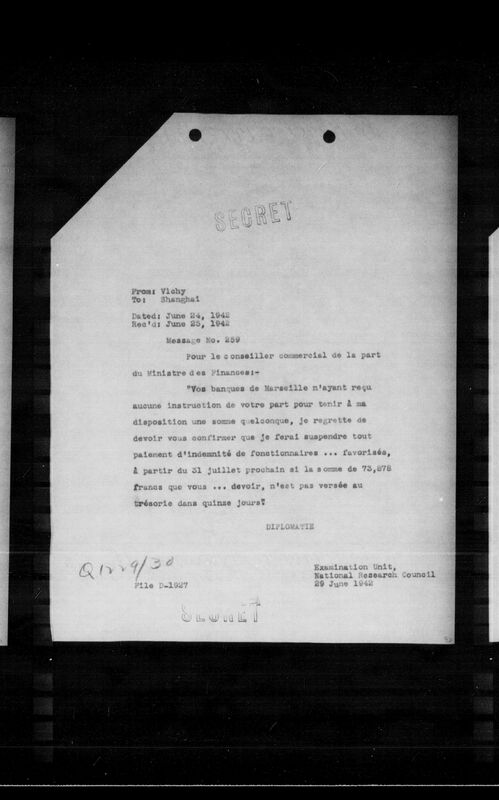 SECRET
From: Vichy
To: Shanghai
Dated: June 24, 1942
Rec'd: June 25, 1942
Message No. 259
Pour le conseiller commercial de la part
du Ministre des Finances:-
"Vos banques de Marseille n'ayant reçu
aucune instruction de votre part pour tenir à ma
disposition une somme quelconque, je regrette de
devoir vous confirmer que je ferai suspendre tout
paiement d'indemnité de fonctionnaires ... favorisée,
à partir du 31 juillet prochain si la somme de 73,878
francs que vous ... devoir, n'est pas versée au
trésorie dans quinze jours".
DIPLOMATIE
Q1229/30
File D-1927
Examination Unit,
National Research Council
29 June 1942
SECRET